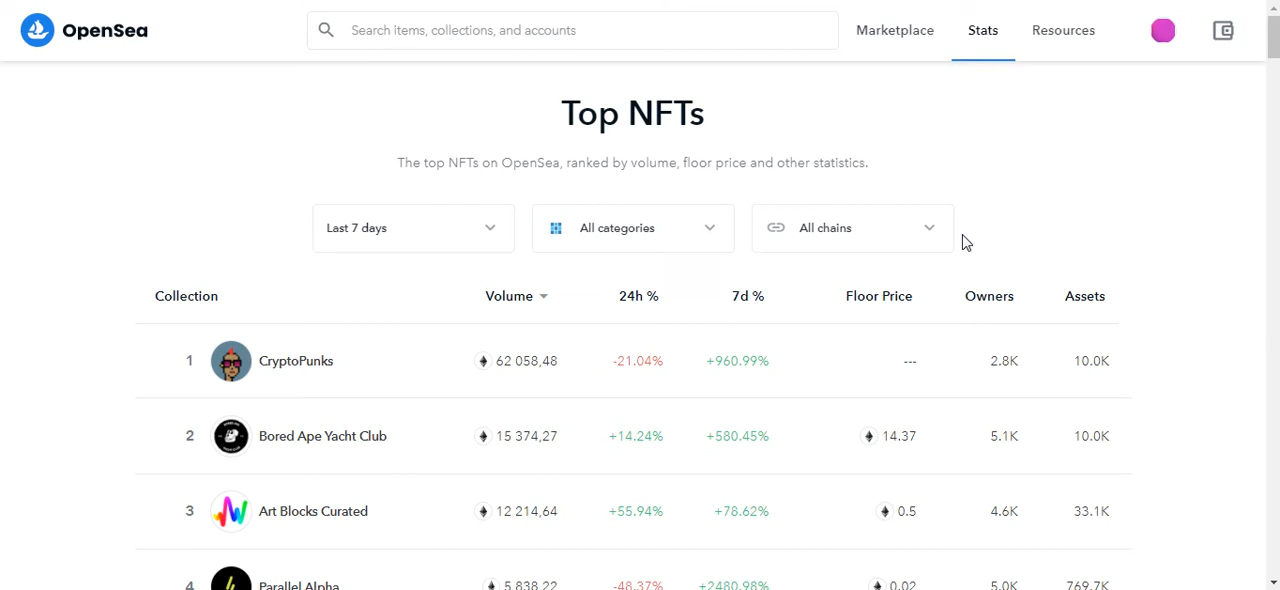 OpenSea
Search items, collections, and accounts
Marketplace
Stats
Resources
Top NFTs
The top NFTs on OpenSea, ranked by volume, floor price and other statistics.
Last 7 days
All categories
All chains
Collection Volume 24h % 7d % Floor Price Owners Assets
1 CryptoPunks 62 058,48 -21.04% +960.99% --- 2.8K 10.0K
2 Bored Ape Yacht Club 15 374,27 +14.24% +580.45% 14.37 5.1K 10.0K
3 Art Blocks Curated 12 214,64 +55.94% +78.62% 0.5 4.6K 33.1K
4 Parallel Alpha 5 838,22 -48.37% +2480.98% 0.02 5.0K 769.7K